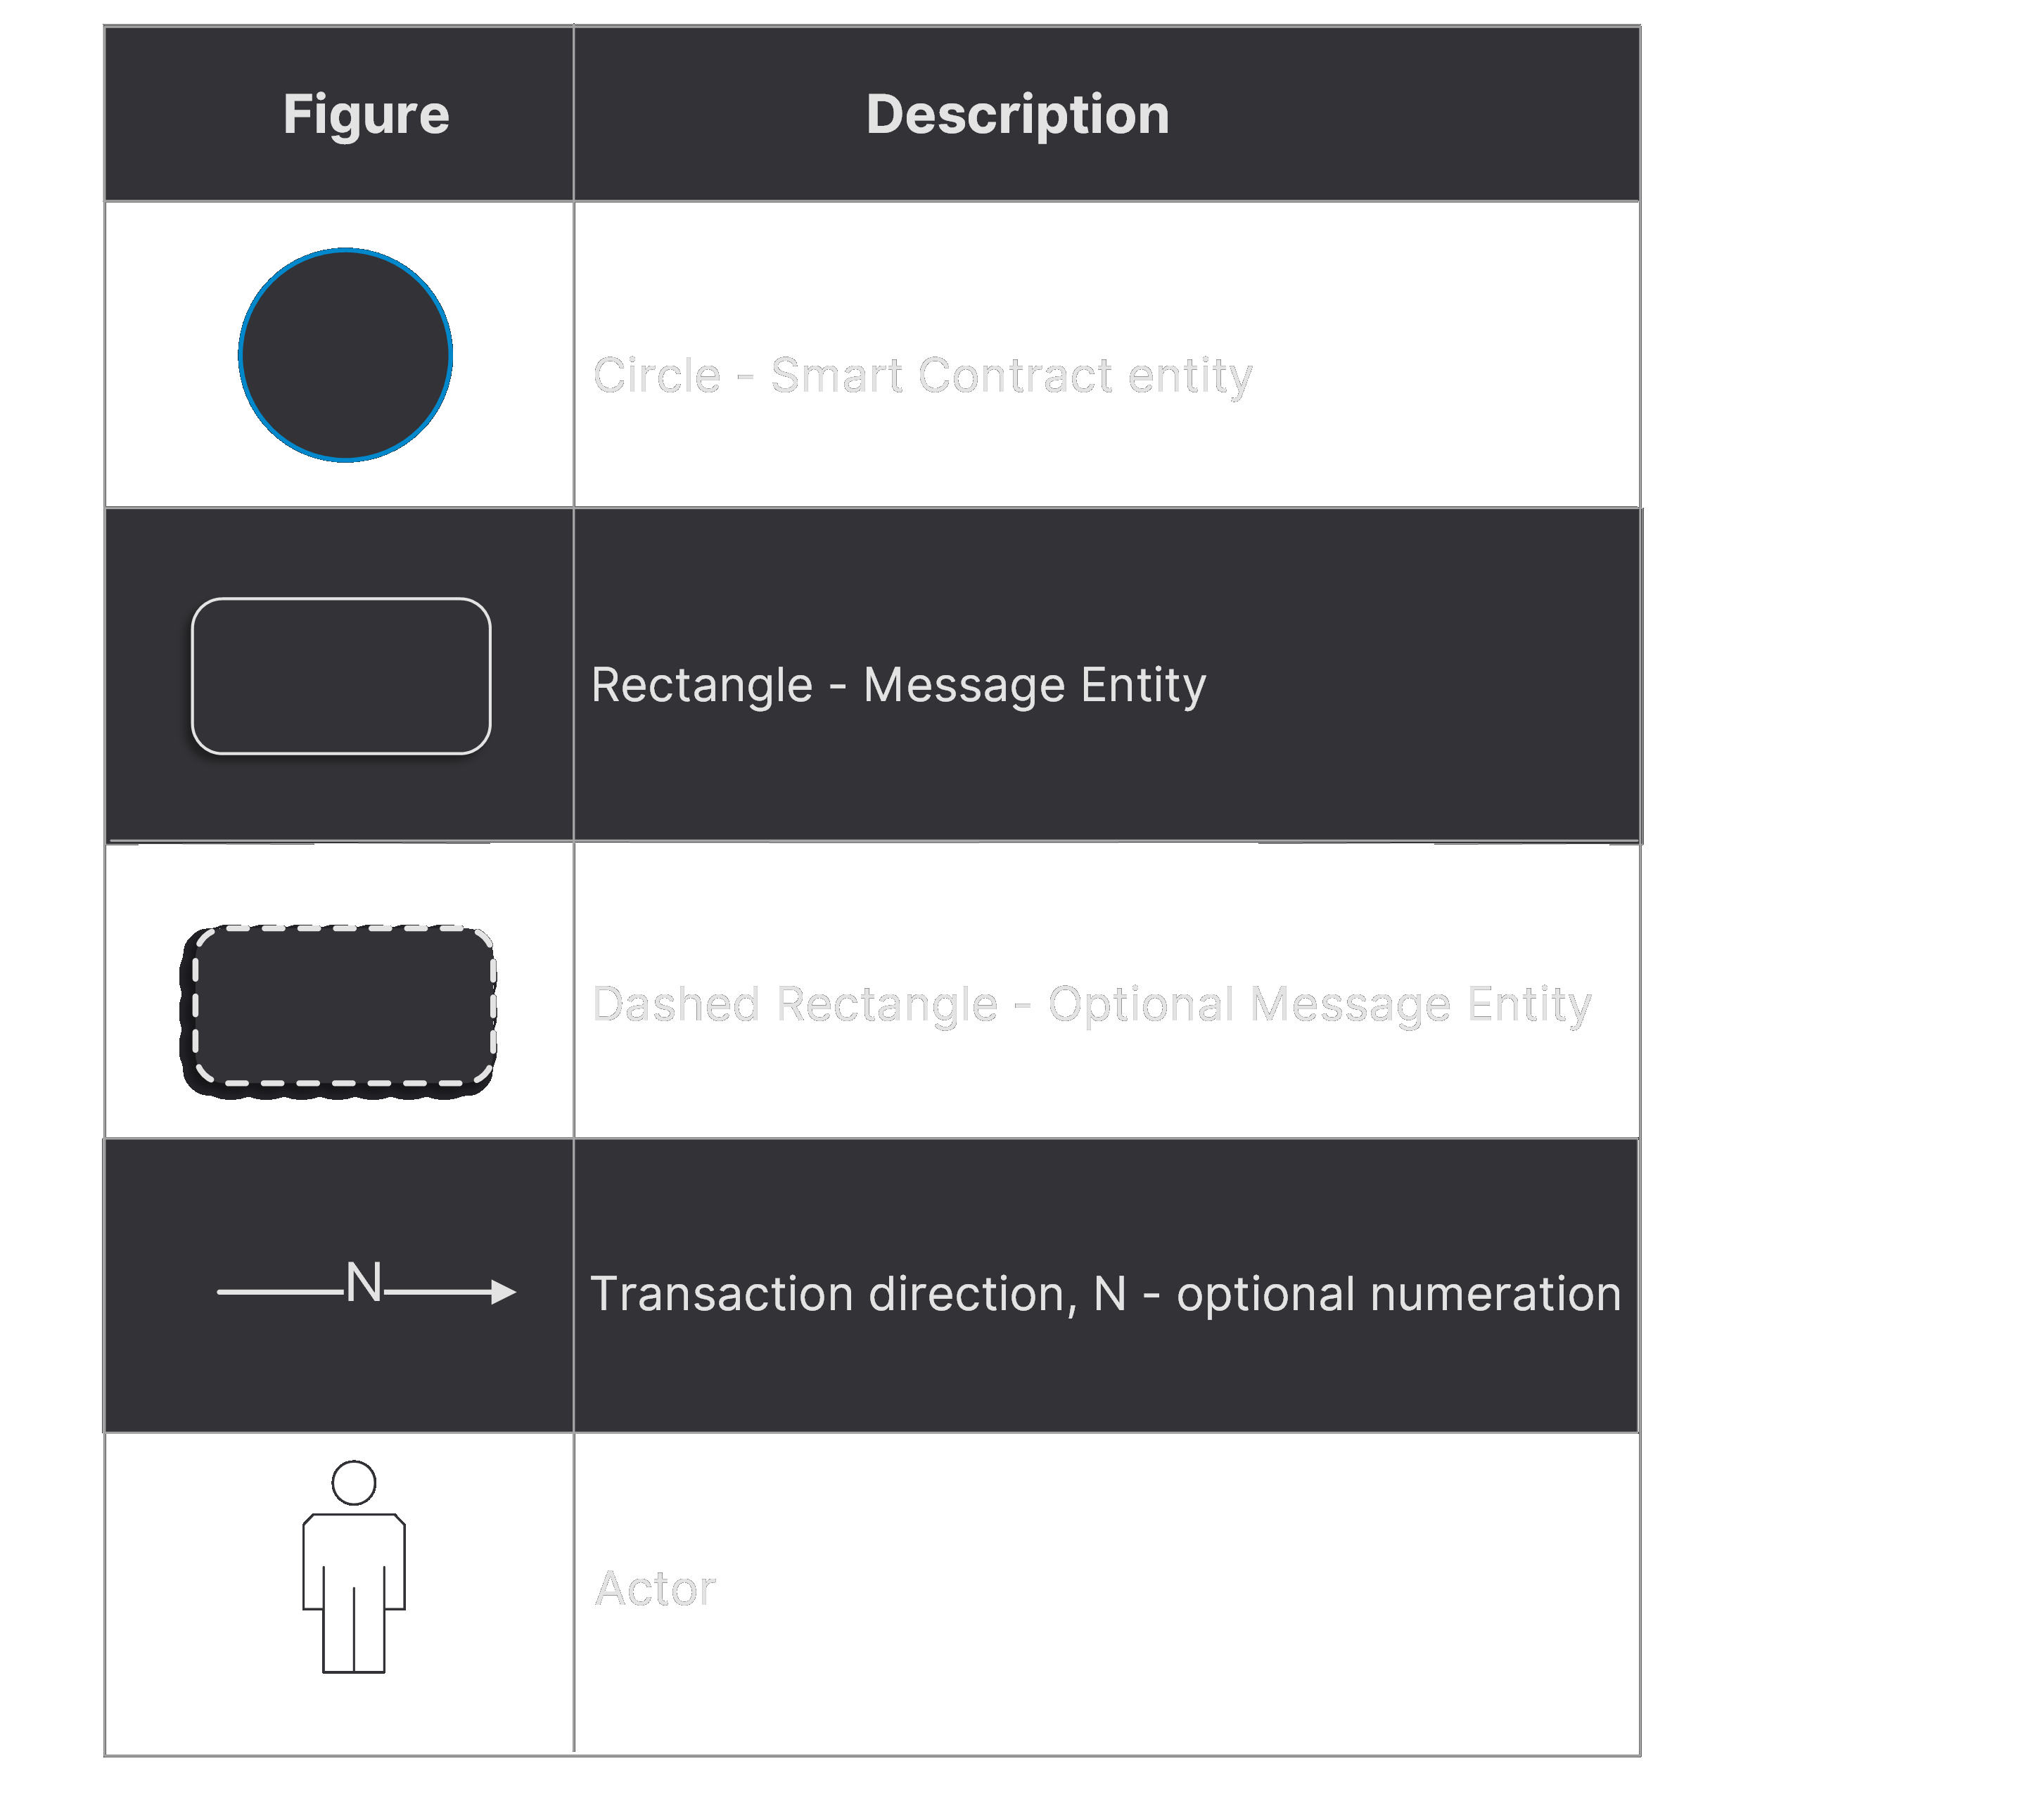 Figure
Description
Circle - Smart Contract entity
Rectangle - Message Entity
Dashed Rectangle - Optional Message Entity
N
Transaction direction, N - optional numeration
Actor